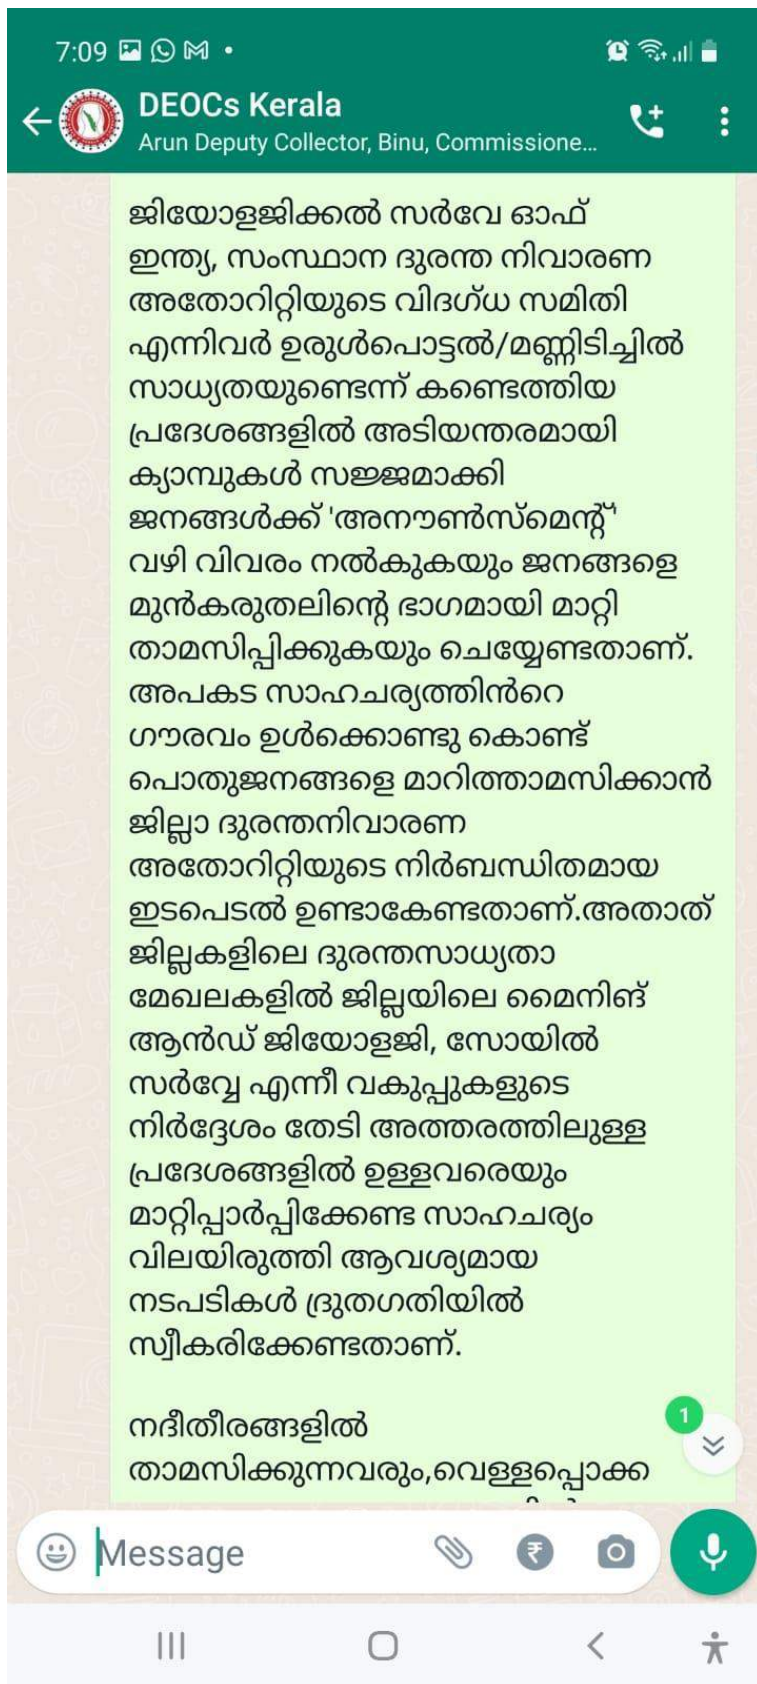 7:09
DEOCs Kerala
Arun Deputy Collector, Binu, Commissione...
ജിയോളജിക്കൽ സർവേ ഓഫ്
ഇന്ത്യ, സംസ്ഥാന ദുരന്ത നിവാരണ
അതോറിറ്റിയുടെ വിദഗ്ധ സമിതി
എന്നിവർ ഉരുൾപൊട്ടൽ/മണ്ണിടിച്ചിൽ
സാധ്യതയുണ്ടെന്ന് കണ്ടെത്തിയ
പ്രദേശങ്ങളിൽ അടിയന്തരമായി
ക്യാമ്പുകൾ സജ്ജമാക്കി
ജനങ്ങൾക്ക് 'അനൗൺസ്മെന്റ്'
വഴി വിവരം നൽകുകയും ജനങ്ങളെ
മുൻകരുതലിന്റെ ഭാഗമായി മാറ്റി
താമസിപ്പിക്കുകയും ചെയ്യേണ്ടതാണ്.
അപകട സാഹചര്യത്തിൻറെ
ഗൗരവം ഉൾക്കൊണ്ടു കൊണ്ട്
പൊതുജനങ്ങളെ മാറിത്താമസിക്കാൻ
ജില്ലാ ദുരന്തനിവാരണ
അതോറിറ്റിയുടെ നിർബന്ധിതമായ
ഇടപെടൽ ഉണ്ടാകേണ്ടതാണ്.അതാത്
ജില്ലകളിലെ ദുരന്തസാധ്യതാ
മേഖലകളിൽ ജില്ലയിലെ മൈനിങ്
ആൻഡ് ജിയോളജി, സോയിൽ
സർവ്വേ എന്നീ വകുപ്പുകളുടെ
നിർദ്ദേശം തേടി അത്തരത്തിലുള്ള
പ്രദേശങ്ങളിൽ ഉള്ളവരെയും
മാറ്റിപ്പാർപ്പിക്കേണ്ട സാഹചര്യം
വിലയിരുത്തി ആവശ്യമായ
നടപടികൾ ദ്രുതഗതിയിൽ
സ്വീകരിക്കേണ്ടതാണ്.
നദീതീരങ്ങളിൽ
താമസിക്കുന്നവരും,വെള്ളപ്പൊക്ക
1
Message